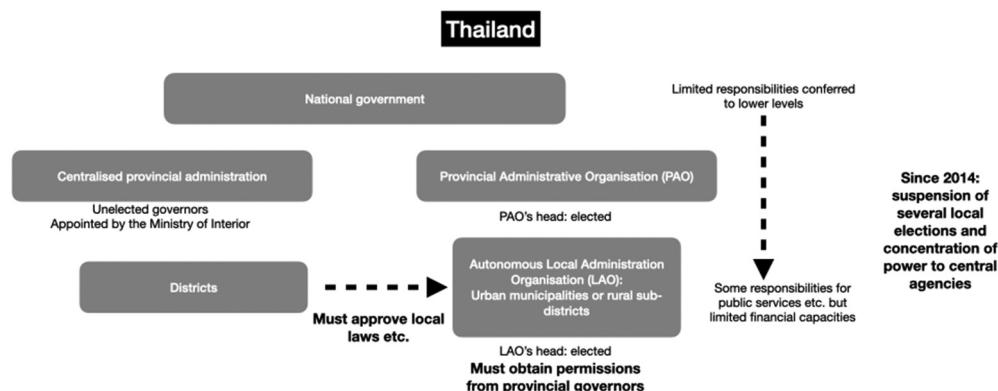 Thailand
National government
Limited responsibilities conferred
to lower levels
Centralised provincial administration
Unelected governors
Appointed by the Ministry of Interior
Provincial Administrative Organisation (PAO)
PAO's head: elected
Since 2014:
suspension of
several local
elections and
concentration of
power to central
agencies
Districts
Must approve local
laws etc.
Autonomous Local Administration
Organisation (LAO):
Urban municipalities or rural sub-
districts
LAO's head: elected
Must obtain permissions
from provincial governors
Some responsibilities for
public services etc. but
limited financial capacities